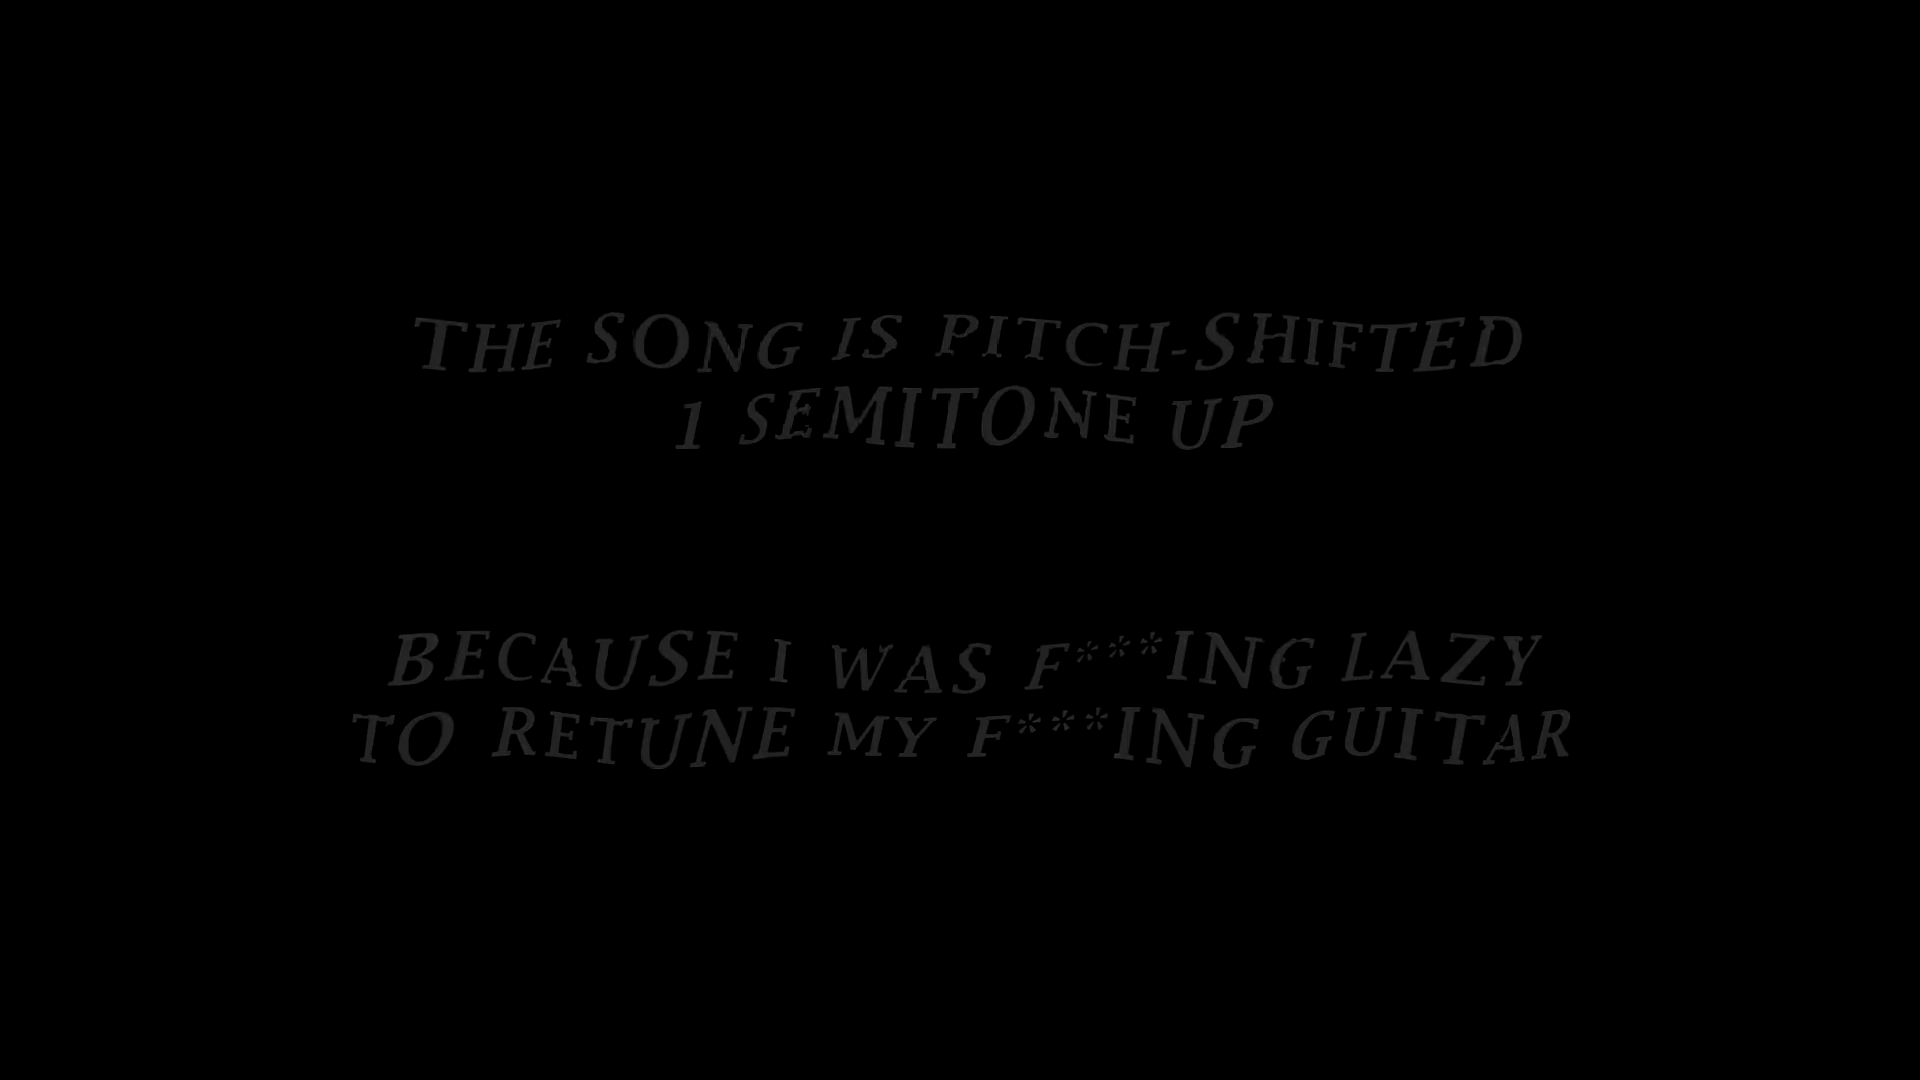 THE SONG IS PITCH-SHIFTED
1 SEMITONE UP
BECAUSE I WAS F***ING LAZY
TO RETUNE MY F***ING GUITAR